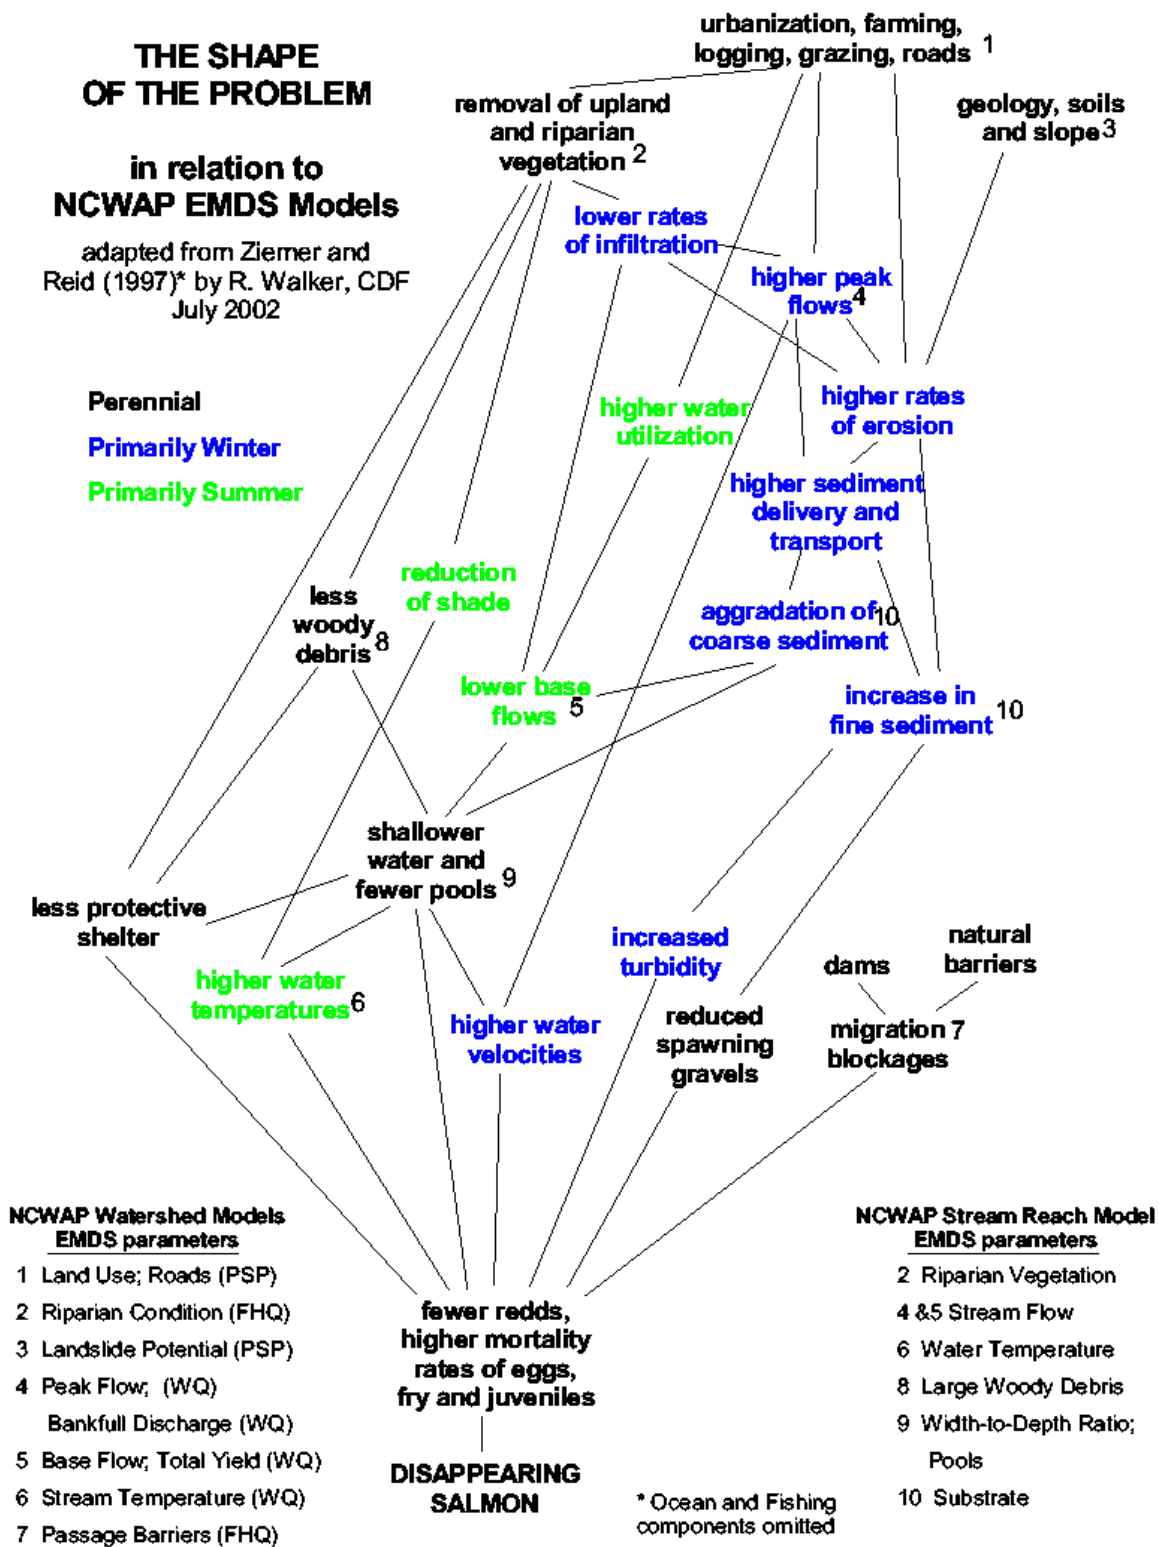 THE SHAPE
OF THE PROBLEM
in relation to
NCWAP EMDS Models
adapted from Ziemer and
Reid (1997)* by R. Walker, CDF
July 2002
Perennial
Primarily Winter
Primarily Summer
urbanization, farming,
logging, grazing, roads 1
removal of upland
and riparian
vegetation 2
geology, soils
and slope 3
lower rates
of infiltration
higher peak
flows 4
higher water
utilization
higher rates
of erosion
higher sediment
delivery and
transport
reduction
of shade
less
woody
debris 8
aggradation of 10
coarse sediment
lower base
flows 5
increase in
fine sediment 10
shallower
water and
fewer pools 9
less protective
shelter
higher water
temperatures 6
increased
turbidity
natural
barriers
dams
higher water
velocities
reduced
spawning
gravels
migration 7
blockages
fewer redds,
higher mortality
rates of eggs,
fry and juveniles
DISAPPEARING
SALMON
NCWAP Watershed Models
EMDS parameters
1 Land Use; Roads (PSP)
2 Riparian Condition (FHQ)
3 Landslide Potential (PSP)
4 Peak Flow; (WQ)
Bankfull Discharge (WQ)
5 Base Flow; Total Yield (WQ)
6 Stream Temperature (WQ)
7 Passage Barriers (FHQ)
* Ocean and Fishing
components omitted
NCWAP Stream Reach Model
EMDS parameters
2 Riparian Vegetation
4 &5 Stream Flow
6 Water Temperature
8 Large Woody Debris
9 Width-to-Depth Ratio;
Pools
10 Substrate